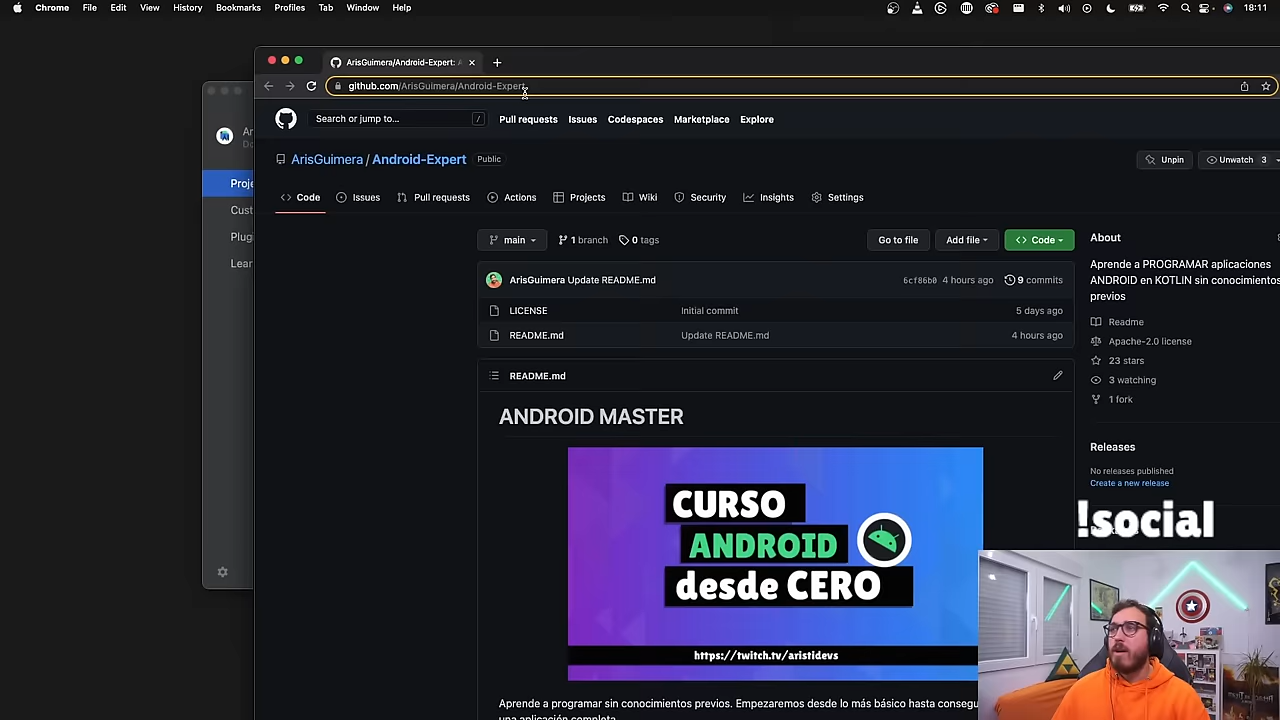 Chrome File Edit View History Bookmarks Profiles Tab Window Help 18:11
ArisGuimera/Android-Expert:
github.com/ArisGuimera/Android-Expert
Search or jump to... / Pull requests Issues Codespaces Marketplace Explore
ArisGuimera / Android-Expert Public
Unpin Unwatch 3
Code Issues Pull requests Actions Projects Wiki Security Insights Settings
main 1 branch 0 tags Go to file Add file Code
ArisGuimera Update README.md 6cf86b0 4 hours ago 9 commits
LICENSE Initial commit 5 days ago
README.md Update README.md 4 hours ago
README.md
ANDROID MASTER
CURSO
ANDROID
desde CERO
https://twitch.tv/aristidevs
Aprende a programar sin conocimientos previos. Empezaremos desde lo más básico hasta
una aplicación completa
About
Aprende a PROGRAMAR aplicaciones
ANDROID en KOTLIN sin conocimientos
previos
Readme
Apache-2.0 license
23 stars
3 watching
1 fork
Releases
No releases published
Create a new release
!social